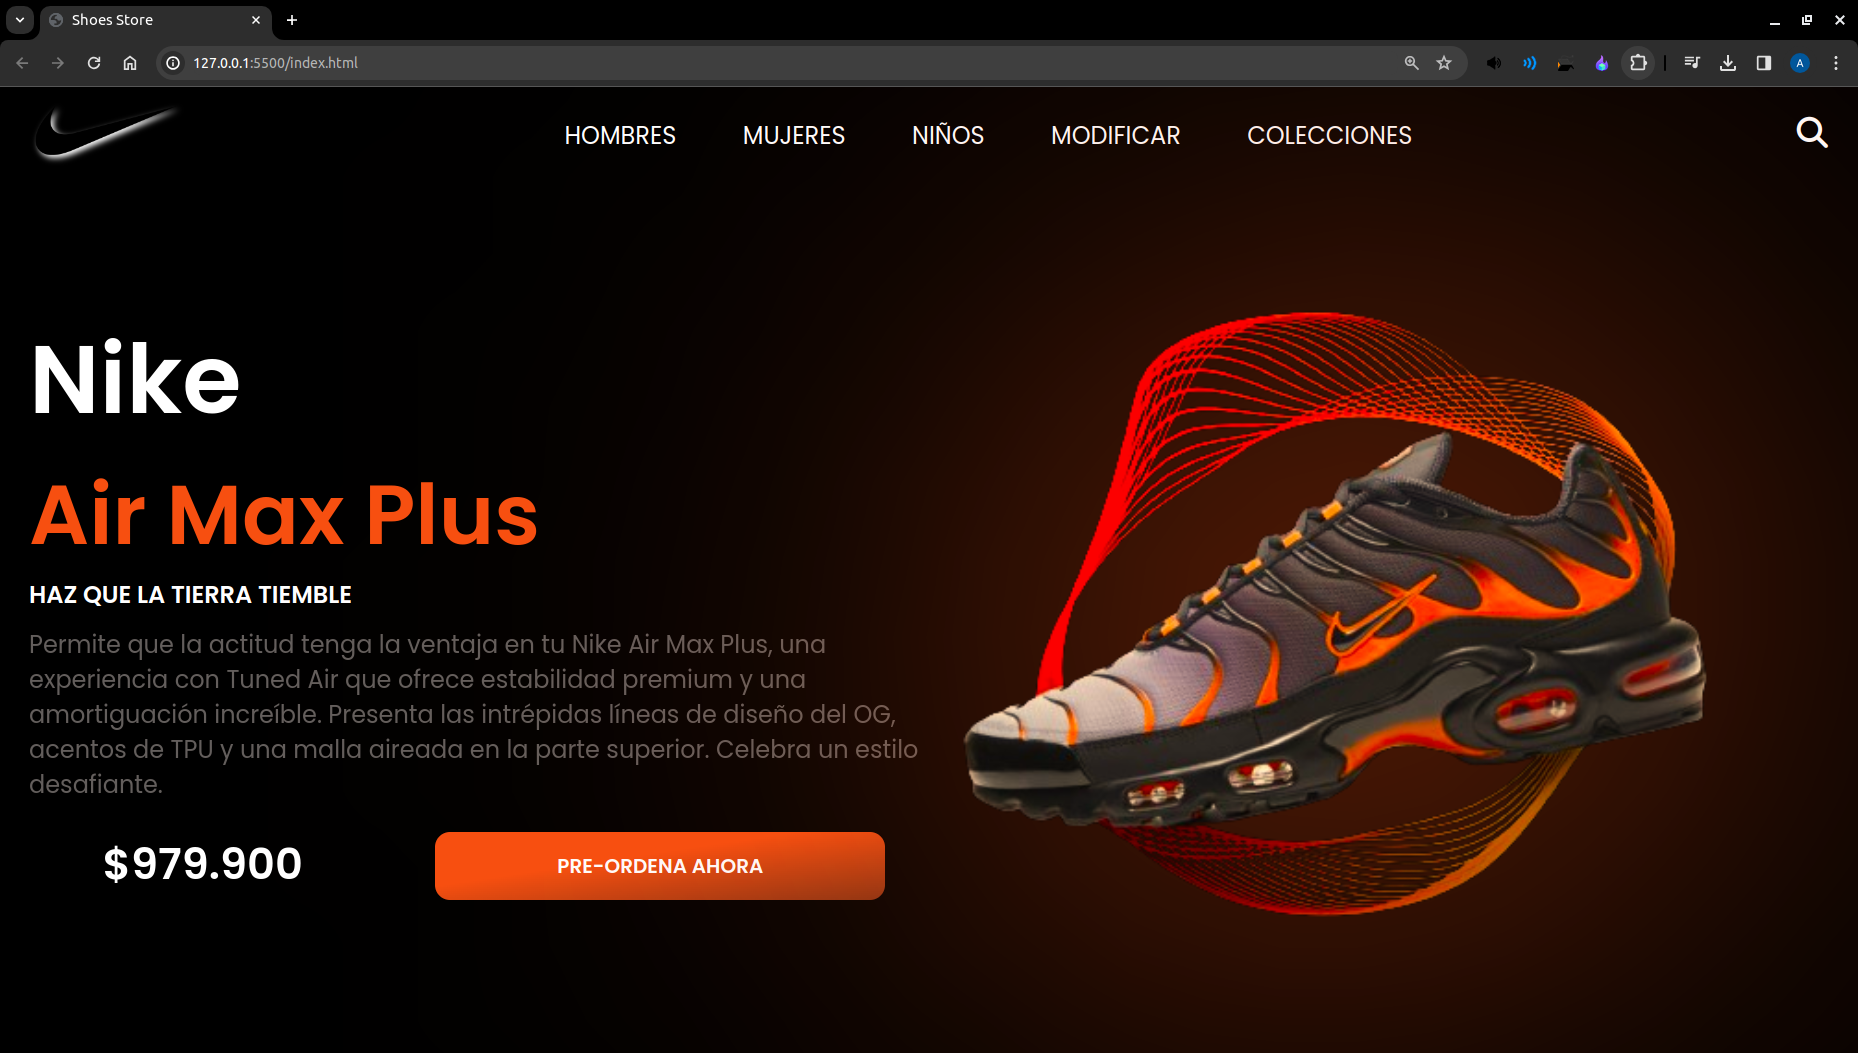 Shoes Store
127.0.0.1:5500/index.html
A
HOMBRES MUJERES NIÑOS MODIFICAR COLECCIONES
Nike
Air Max Plus
HAZ QUE LA TIERRA TIEMBLE
Permite que la actitud tenga la ventaja en tu Nike Air Max Plus, una
experiencia con Tuned Air que ofrece estabilidad premium y una
amortiguación increíble. Presenta las intrépidas líneas de diseño del OG,
acentos de TPU y una malla aireada en la parte superior. Celebra un estilo
desafiante.
$979.900 PRE-ORDENA AHORA